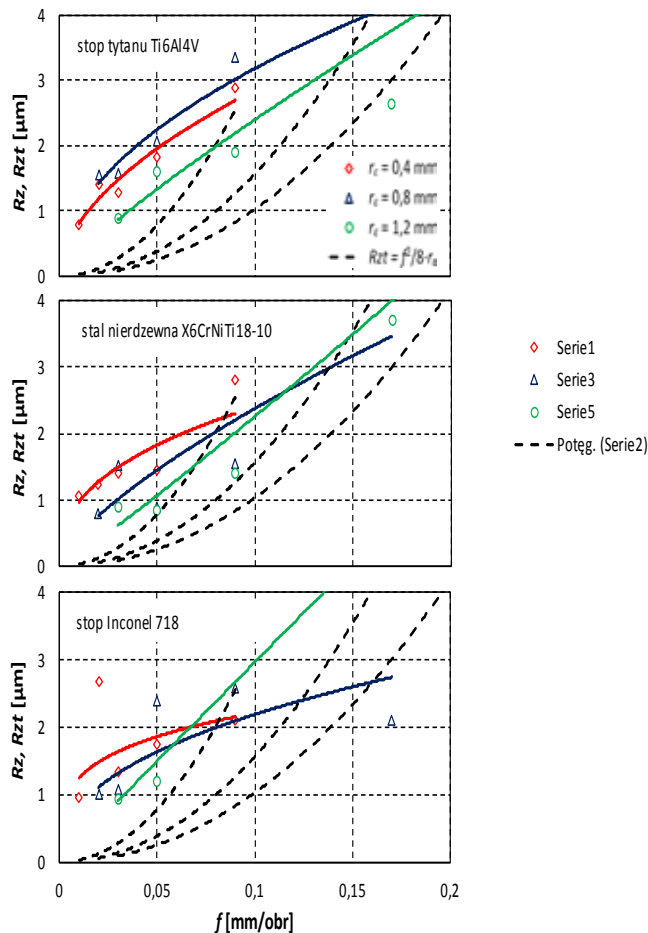 4
3
2
1
0
Rz, Rzt [µm]
stop tytanu Ti6Al4V
rε = 0,4 mm
rε = 0,8 mm
rε = 1,2 mm
Rzt = f²/8·rε
4
3
2
1
0
Rz, Rzt [µm]
stal nierdzewna X6CrNiTi18-10
Serie1
Serie3
Serie5
Potęg. (Serie2)
4
3
2
1
0
Rz, Rzt [µm]
stop Inconel 718
0 0,05 0,1 0,15 0,2
f [mm/obr]